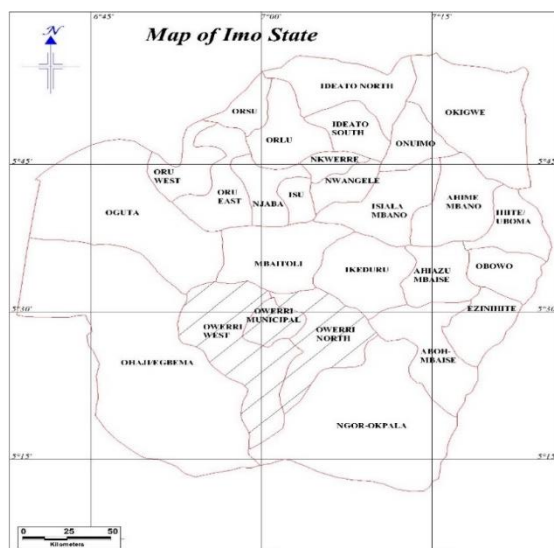 6°45'
7°00'
7°15'
N
Map of Imo State
IDEATO NORTH
ORSU
OKIGWE
IDEATO
SOUTH
ORLU
ONUIMO
5°45'
NKWERRE
5°45'
ORU
WEST
NWANGELE
ORU
EAST
ISU
NJABA
ISIALA
MBANO
AHIME
MBANO
IHITE/
UBOMA
OGUTA
MBAITOLI
IKEDURU
AHIAZU
MBAISE
OBOWO
EZINIHITE
5°30'
5°30'
OWERRI
WEST
OWERRI-
MUNICIPAL
OWERRI
NORTH
ABOH-
MBAISE
OHAJI/EGBEMA
NGOR-OKPALA
5°15'
5°15'
0 25 50
Kilometers